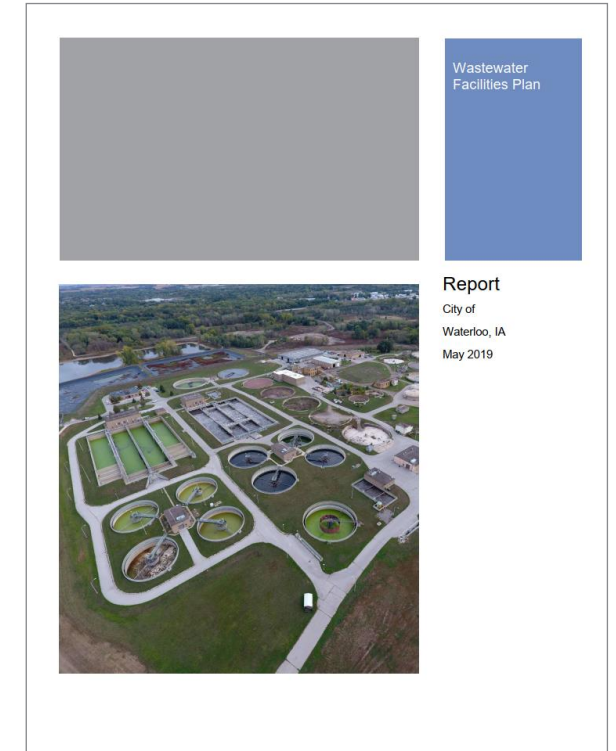 Wastewater
Facilities Plan
Report
City of
Waterloo, IA
May 2019